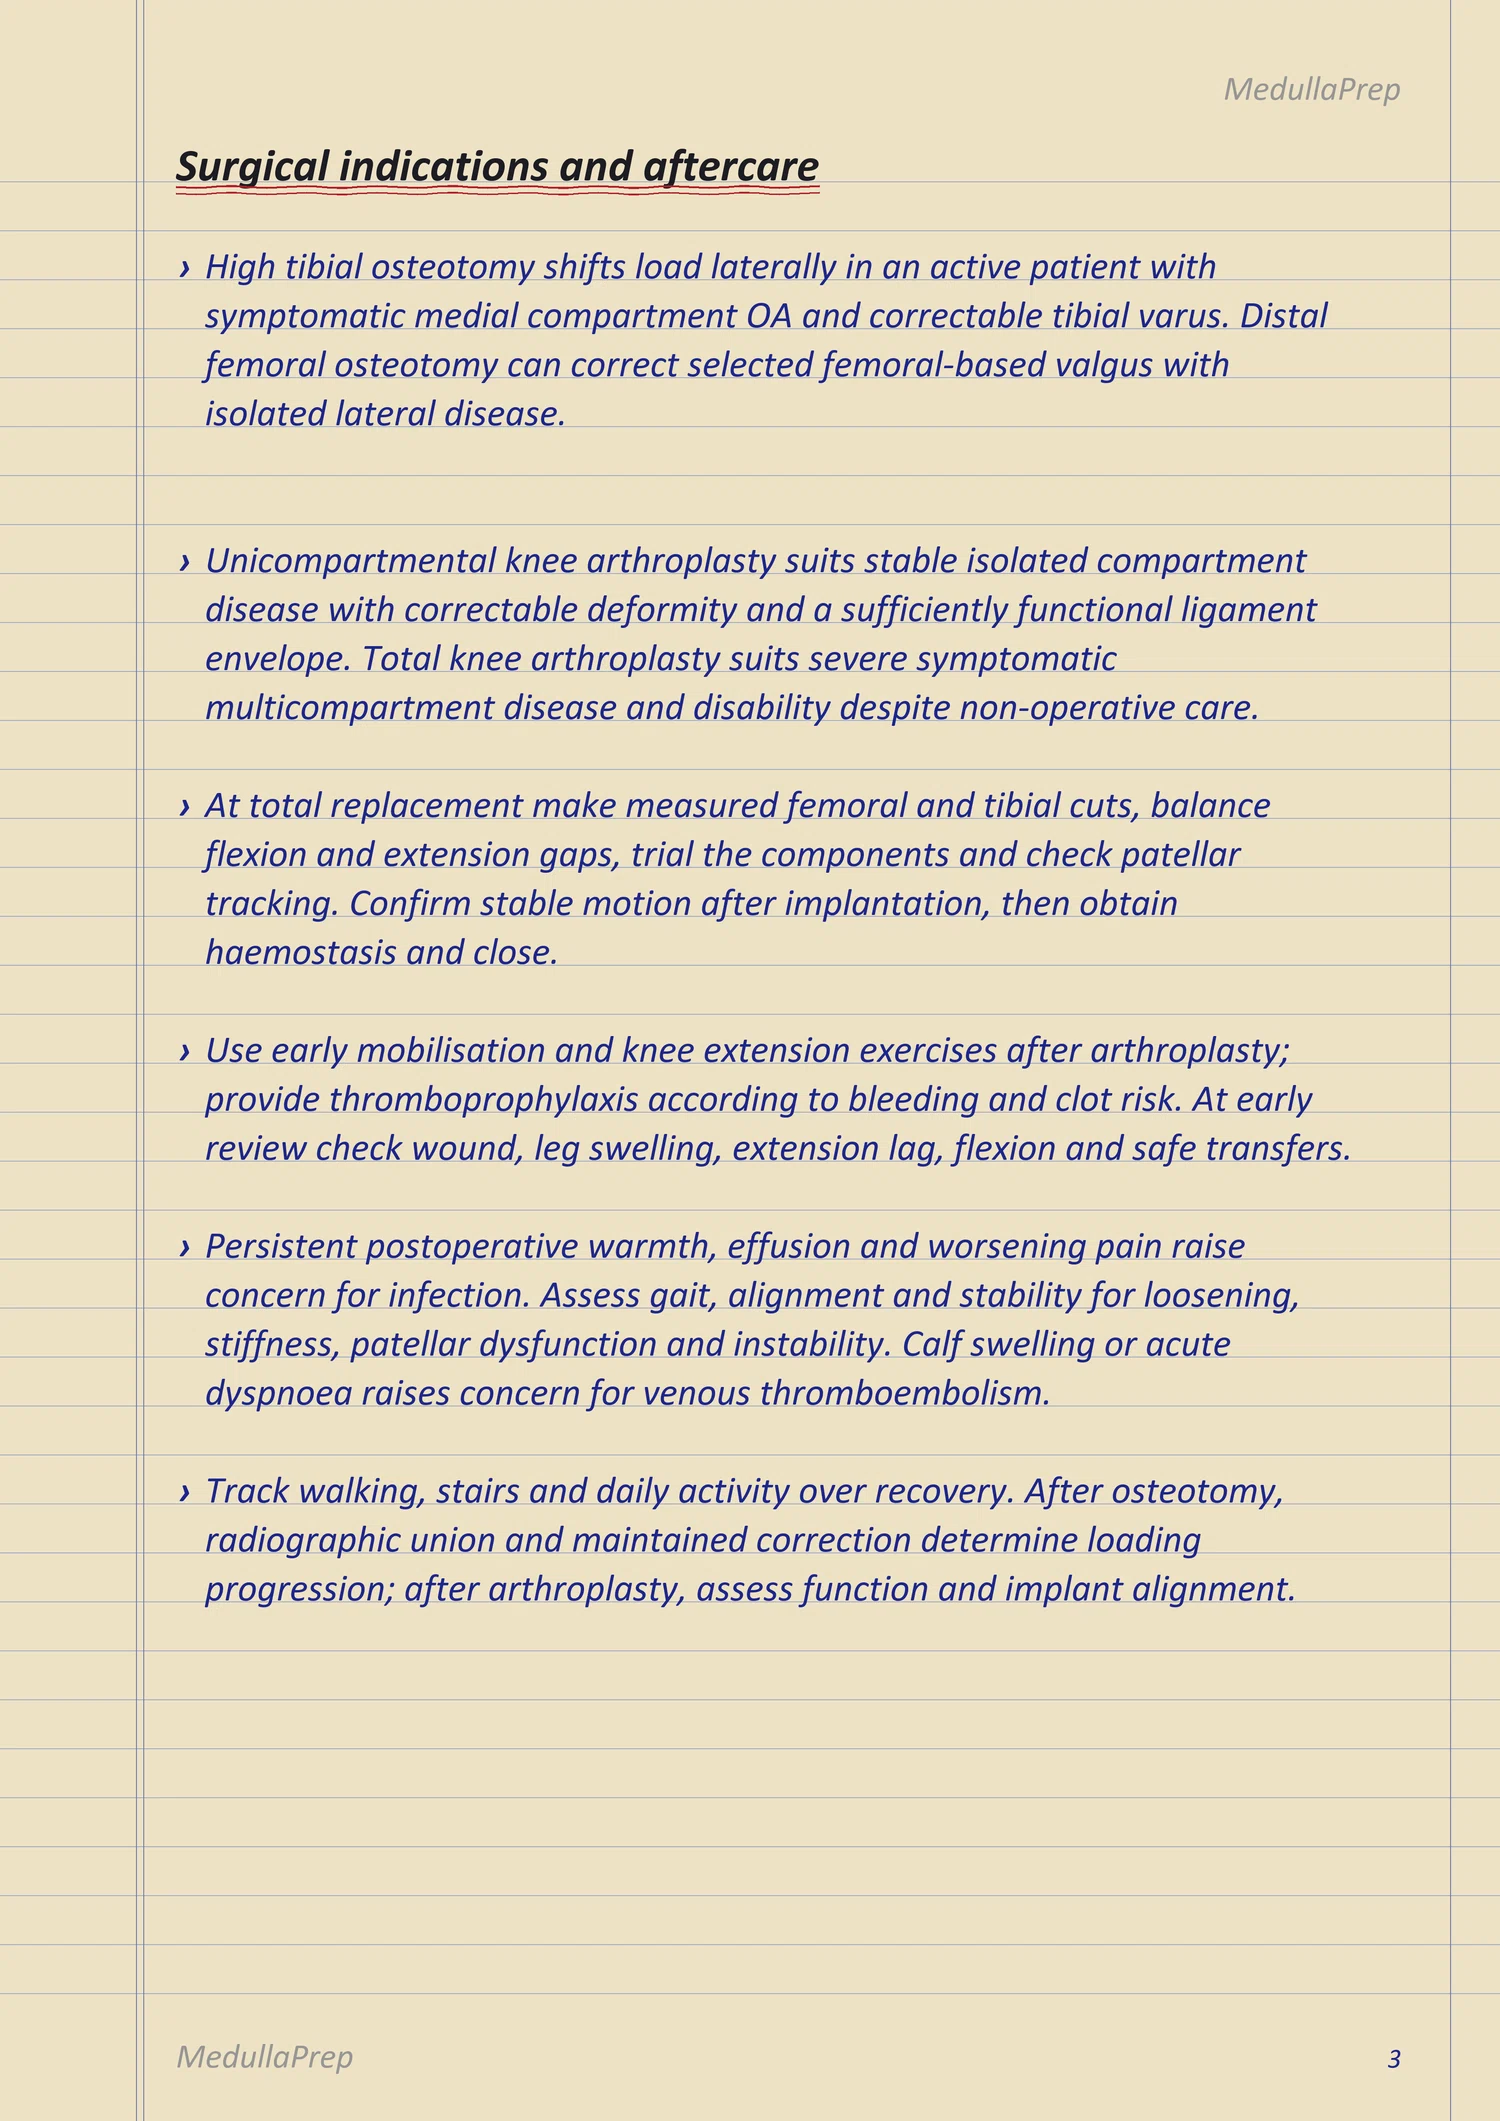 MedullaPrep
Surgical indications and aftercare
› High tibial osteotomy shifts load laterally in an active patient with
symptomatic medial compartment OA and correctable tibial varus. Distal
femoral osteotomy can correct selected femoral-based valgus with
isolated lateral disease.
› Unicompartmental knee arthroplasty suits stable isolated compartment
disease with correctable deformity and a sufficiently functional ligament
envelope. Total knee arthroplasty suits severe symptomatic
multicompartment disease and disability despite non-operative care.
› At total replacement make measured femoral and tibial cuts, balance
flexion and extension gaps, trial the components and check patellar
tracking. Confirm stable motion after implantation, then obtain
haemostasis and close.
› Use early mobilisation and knee extension exercises after arthroplasty;
provide thromboprophylaxis according to bleeding and clot risk. At early
review check wound, leg swelling, extension lag, flexion and safe transfers.
› Persistent postoperative warmth, effusion and worsening pain raise
concern for infection. Assess gait, alignment and stability for loosening,
stiffness, patellar dysfunction and instability. Calf swelling or acute
dyspnoea raises concern for venous thromboembolism.
› Track walking, stairs and daily activity over recovery. After osteotomy,
radiographic union and maintained correction determine loading
progression; after arthroplasty, assess function and implant alignment.
MedullaPrep
3